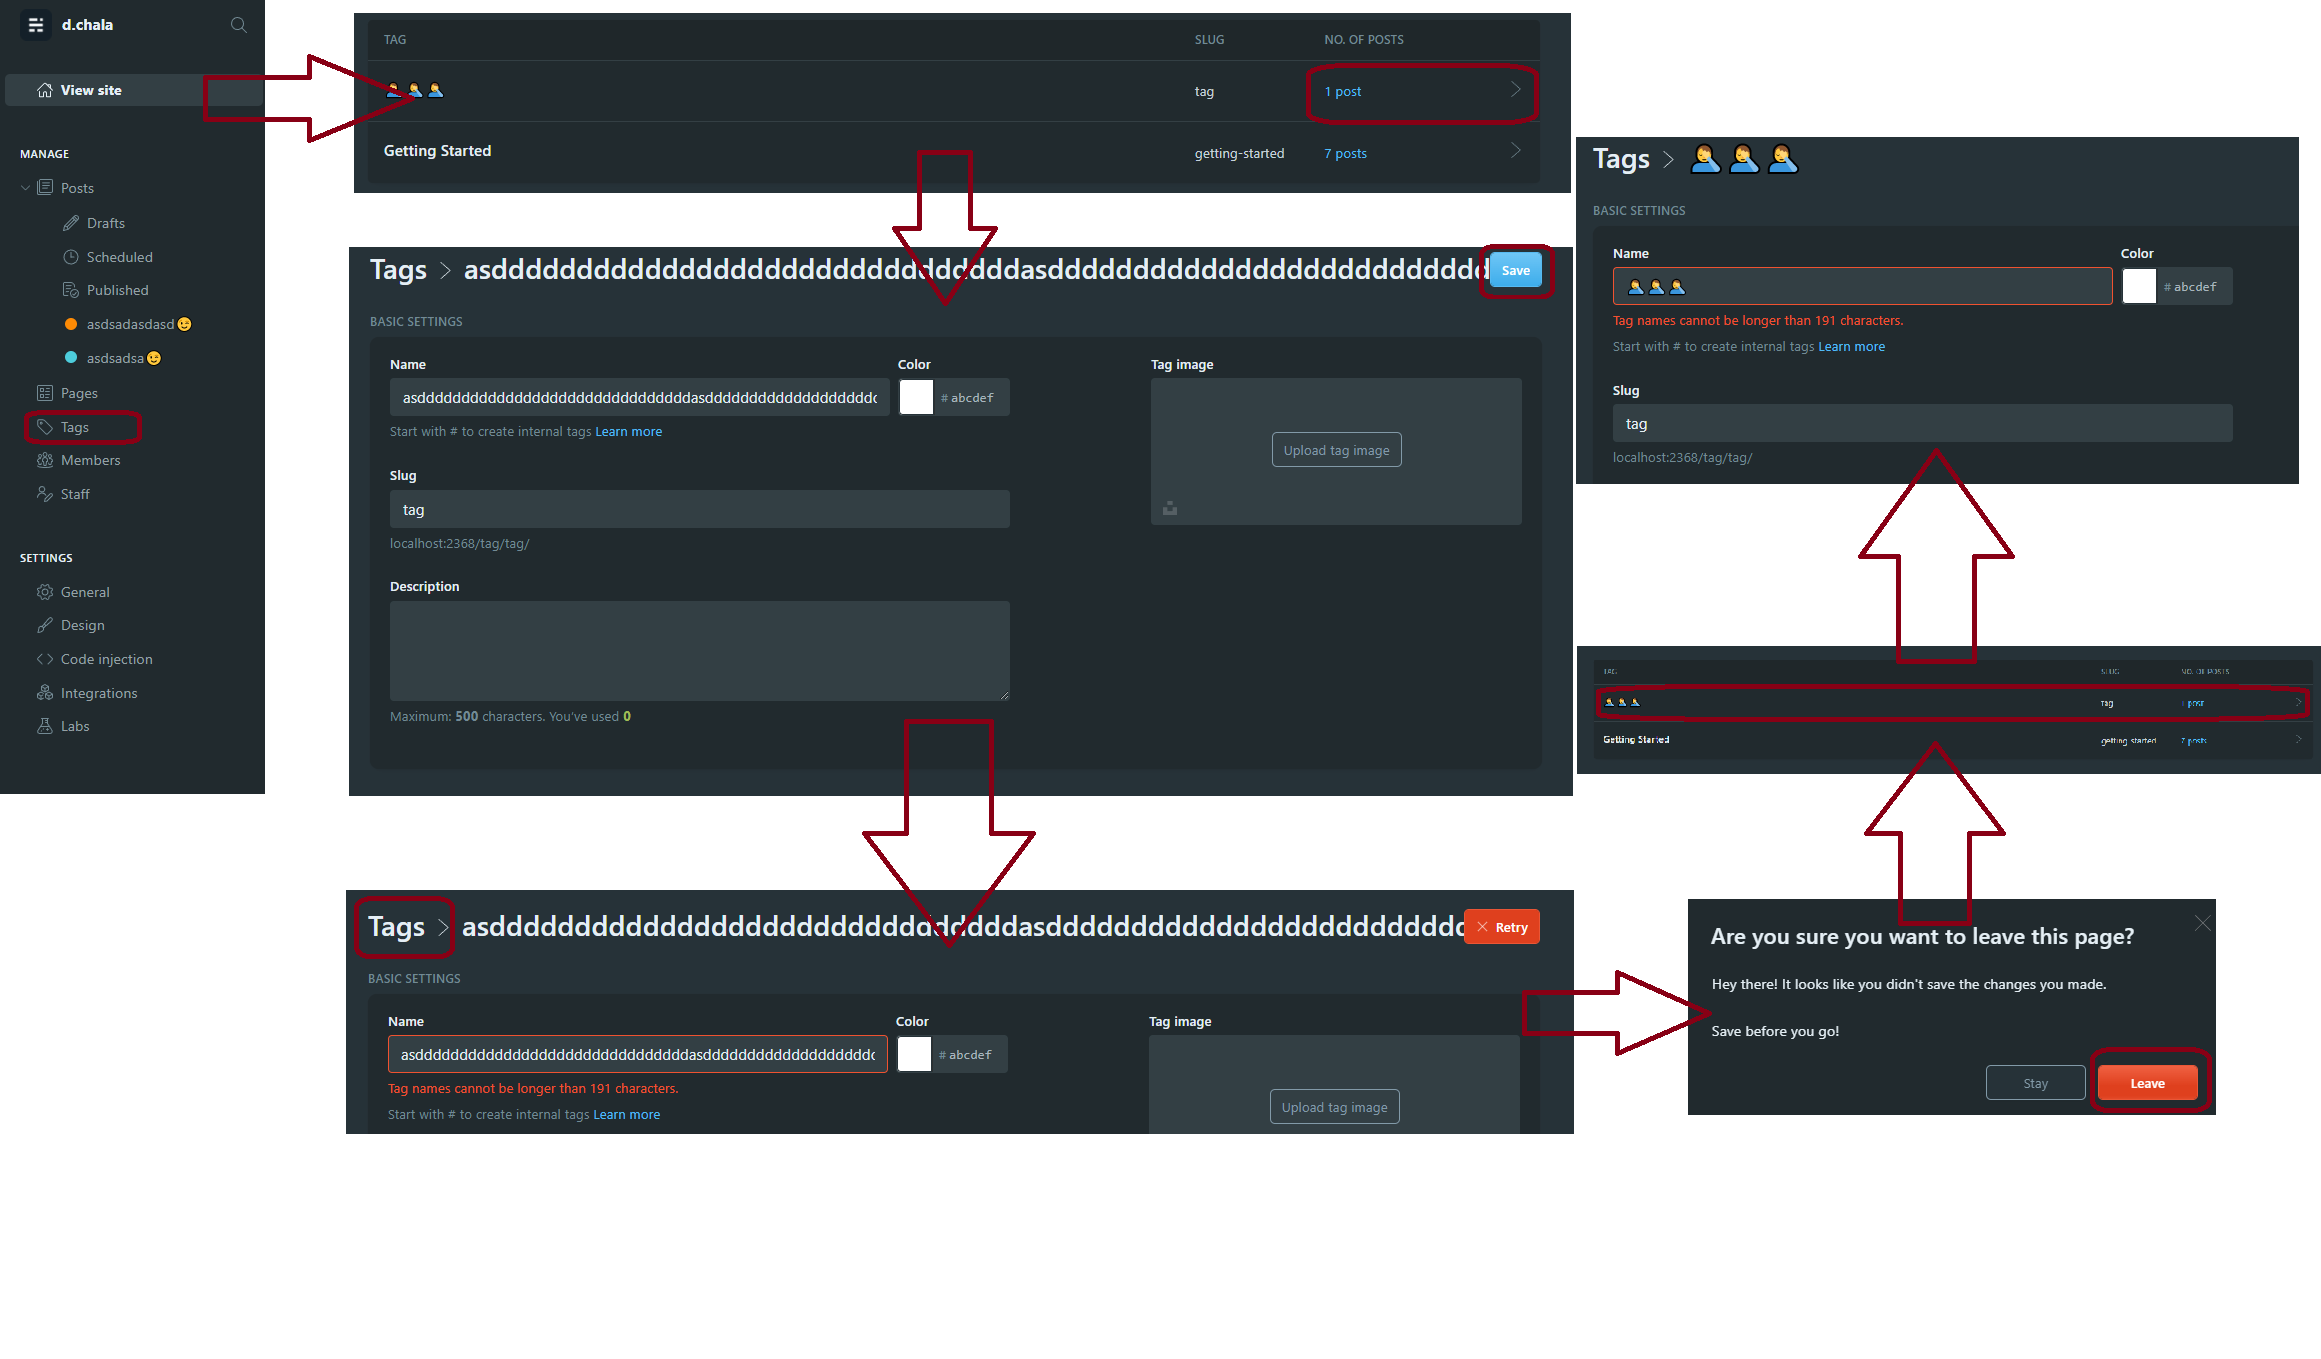 d.chala
View site
MANAGE
Posts
Drafts
Scheduled
Published
asdsadasdasd😉
asdsadsa😉
Pages
Tags
Members
Staff
SETTINGS
General
Design
Code injection
Integrations
Labs
TAG SLUG NO. OF POSTS
🤦‍♂️🤦‍♂️🤦‍♂️ tag 1 post
Getting Started getting-started 7 posts
Tags >
Save
BASIC SETTINGS
Name Color Tag image
# abcdef
Start with # to create internal tags Learn more
Upload tag image
Slug
tag
localhost:2368/tag/tag/
Description
Maximum: 500 characters. You've used 0
Tags >
Retry
BASIC SETTINGS
Name Color Tag image
# abcdef
Tag names cannot be longer than 191 characters.
Start with # to create internal tags Learn more
Upload tag image
Are you sure you want to leave this page?
Hey there! It looks like you didn't save the changes you made.
Save before you go!
Stay Leave
TAG SLUG NO. OF POSTS
🤦‍♂️🤦‍♂️🤦‍♂️ tag 1 post
Getting Started getting-started 7 posts
Tags > 🤦‍♂️🤦‍♂️🤦‍♂️
BASIC SETTINGS
Name Color
🤦‍♂️🤦‍♂️🤦‍♂️ # abcdef
Tag names cannot be longer than 191 characters.
Start with # to create internal tags Learn more
Slug
tag
localhost:2368/tag/tag/